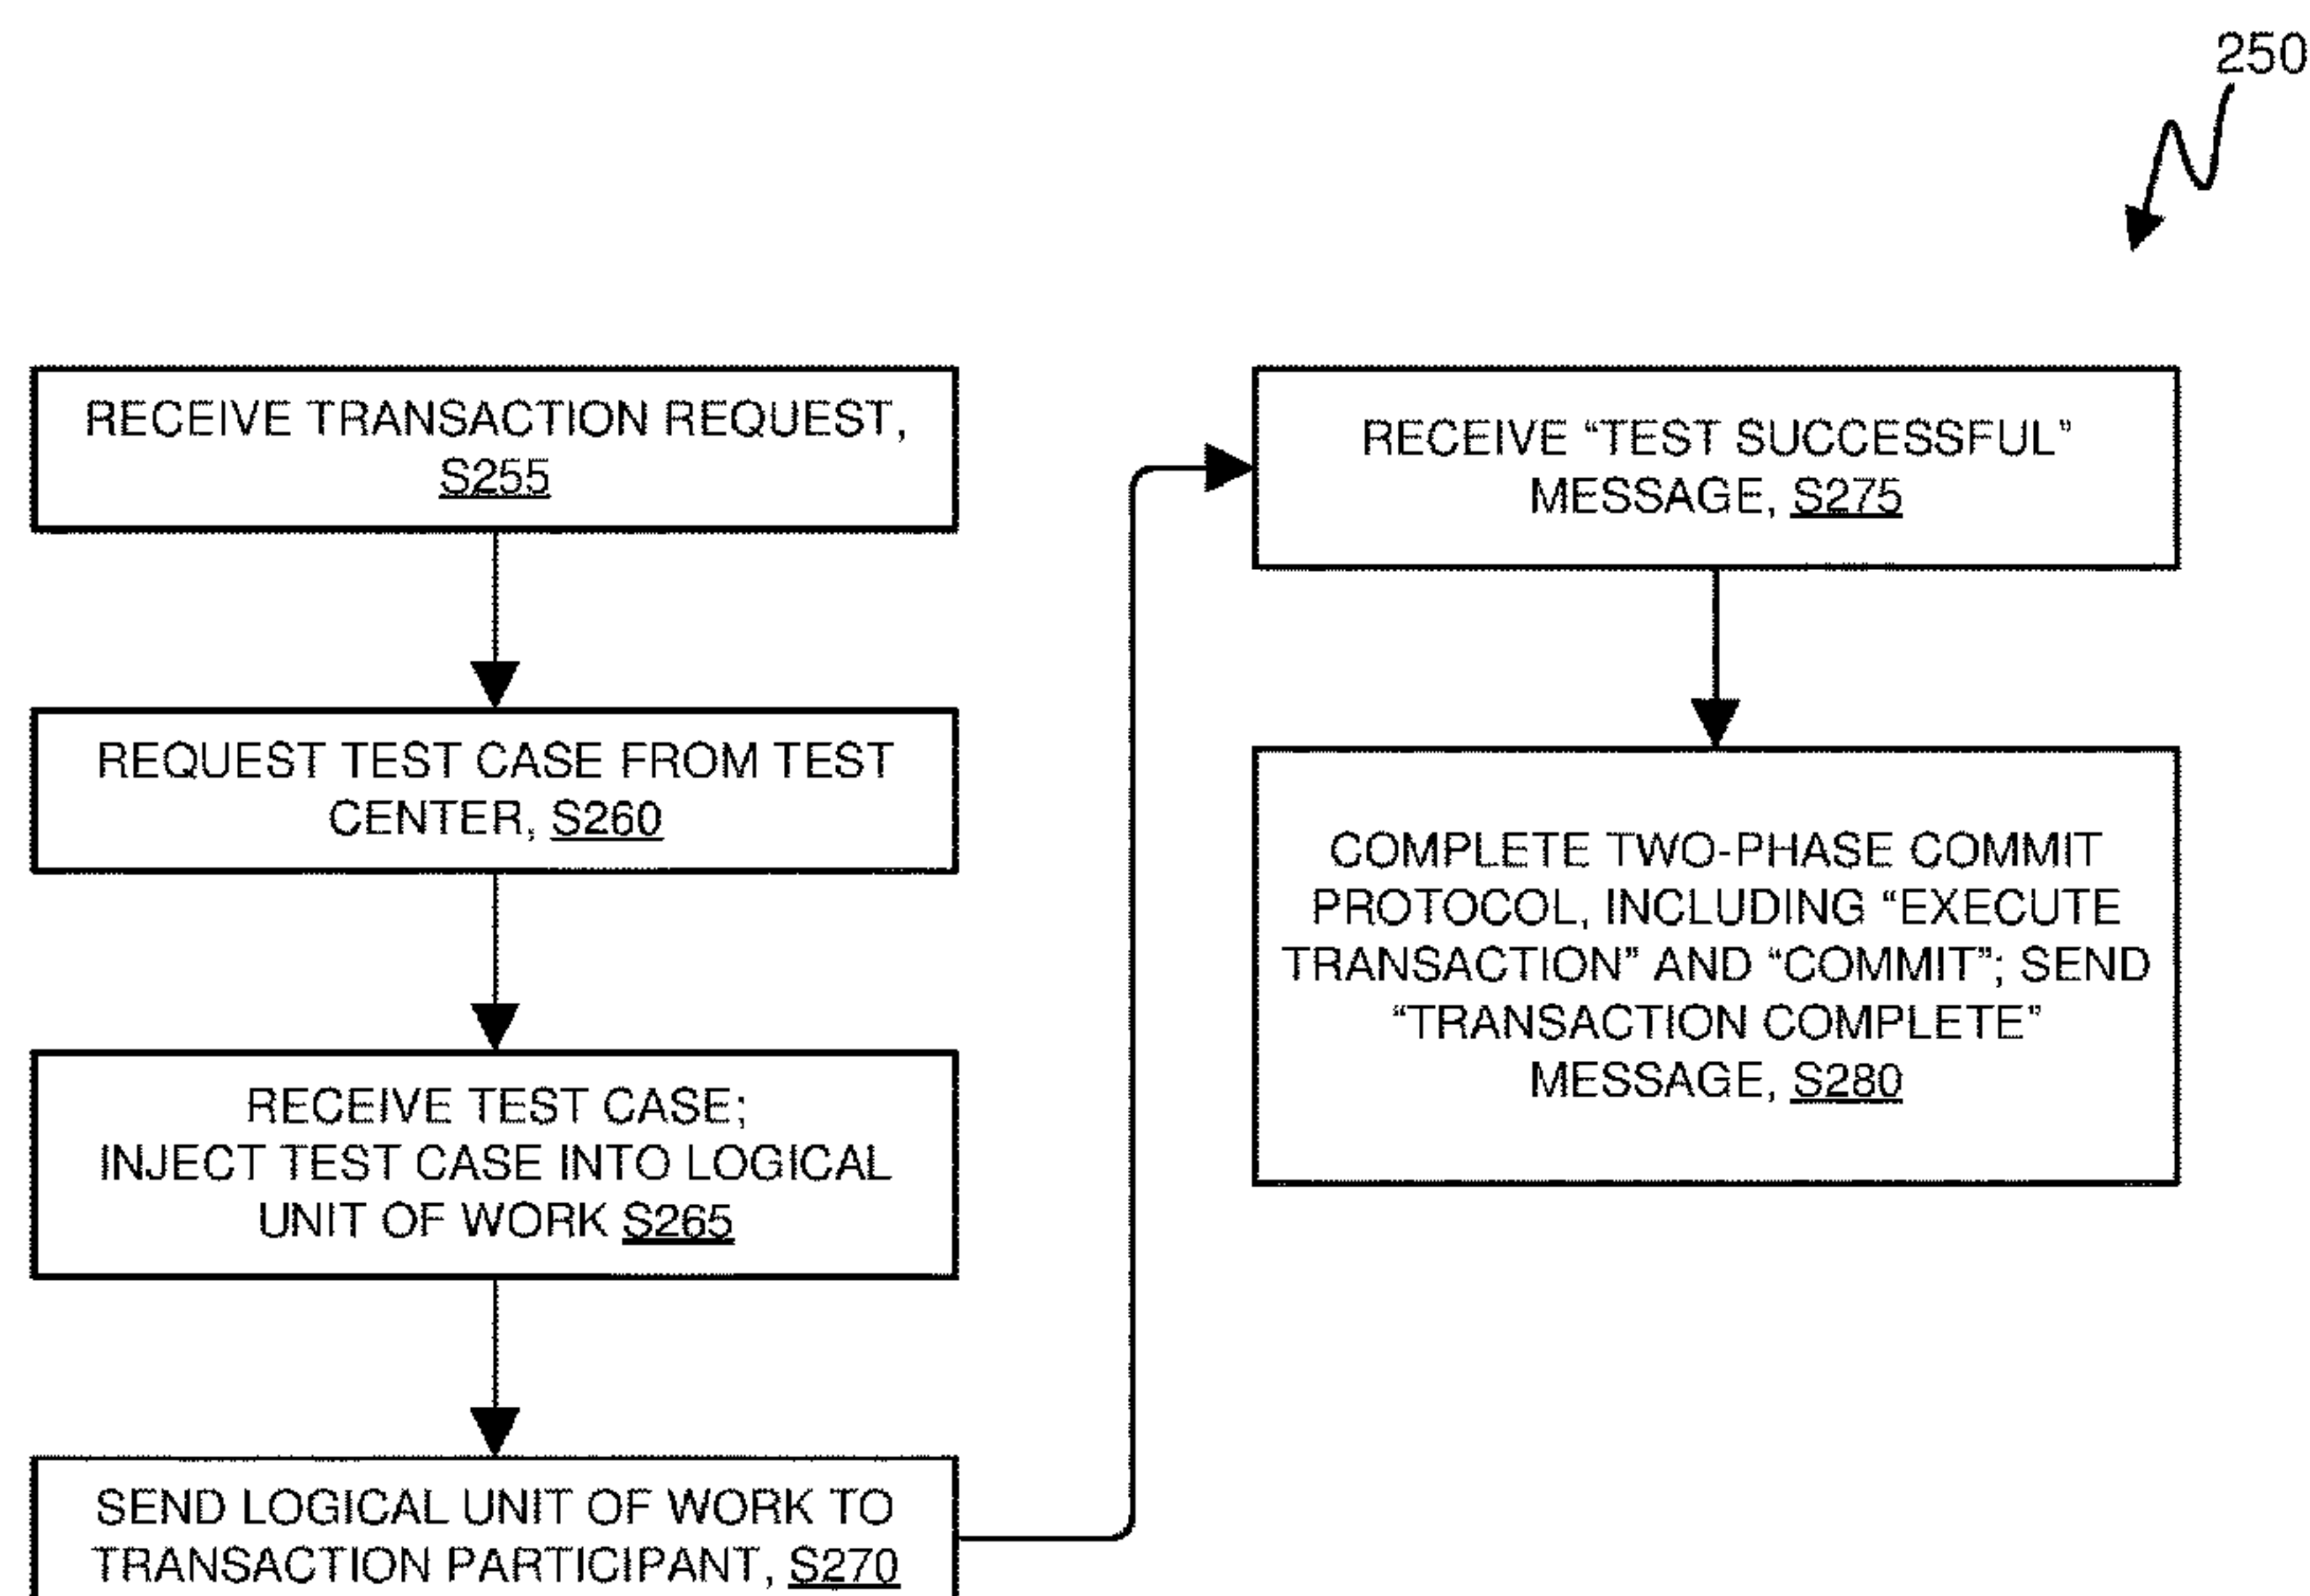 250
RECEIVE TRANSACTION REQUEST,
S255
REQUEST TEST CASE FROM TEST
CENTER, S260
RECEIVE TEST CASE;
INJECT TEST CASE INTO LOGICAL
UNIT OF WORK S265
SEND LOGICAL UNIT OF WORK TO
TRANSACTION PARTICIPANT, S270
RECEIVE “TEST SUCCESSFUL”
MESSAGE, S275
COMPLETE TWO-PHASE COMMIT
PROTOCOL, INCLUDING “EXECUTE
TRANSACTION” AND “COMMIT”; SEND
“TRANSACTION COMPLETE”
MESSAGE, S280